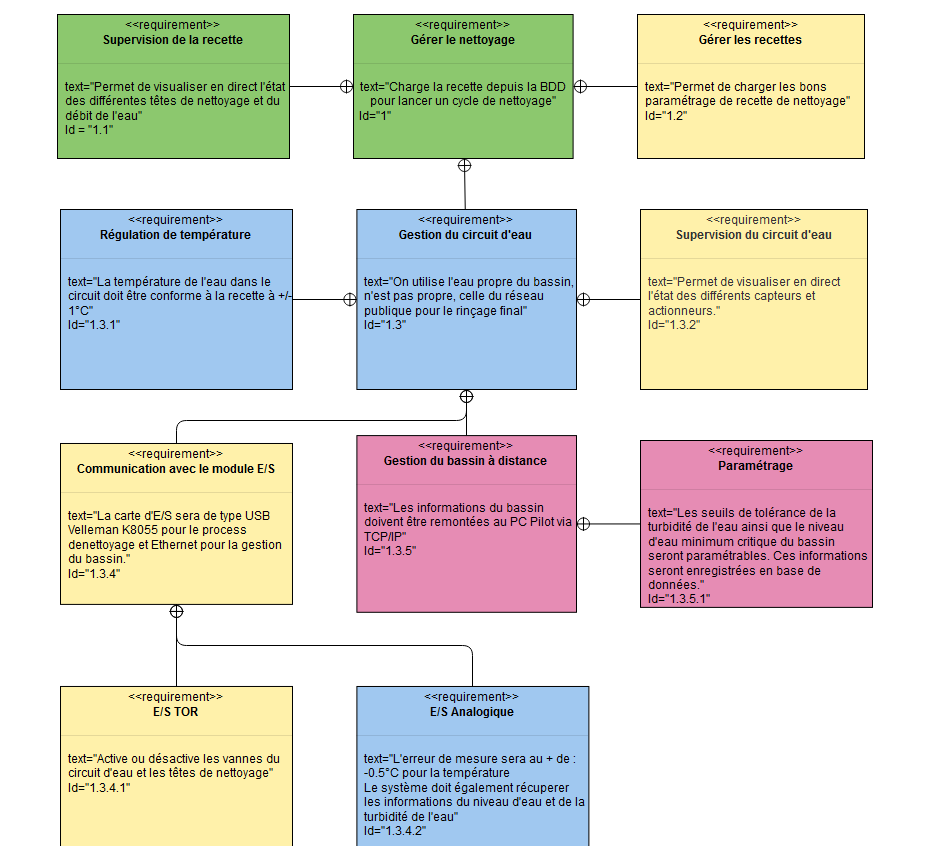 <<requirement>>
Supervision de la recette
text="Permet de visualiser en direct l'état
des différentes têtes de nettoyage et du
débit de l'eau"
Id = "1.1"
<<requirement>>
Gérer le nettoyage
text="Charge la recette depuis la BDD
pour lancer un cycle de nettoyage"
Id="1"
<<requirement>>
Gérer les recettes
text="Permet de charger les bons
paramétrage de recette de nettoyage"
Id="1.2"
<<requirement>>
Régulation de température
text="La température de l'eau dans le
circuit doit être conforme à la recette à +/-
1°C"
Id="1.3.1"
<<requirement>>
Gestion du circuit d'eau
text="On utilise l'eau propre du bassin,
n'est pas propre, celle du réseau
publique pour le rinçage final"
Id="1.3"
<<requirement>>
Supervision du circuit d'eau
text="Permet de visualiser en direct
l'état des différents capteurs et
actionneurs."
Id="1.3.2"
<<requirement>>
Communication avec le module E/S
text="La carte d'E/S sera de type USB
Velleman K8055 pour le process
denettoyage et Ethernet pour la gestion
du bassin."
Id="1.3.4"
<<requirement>>
Gestion du bassin à distance
text="Les informations du bassin
doivent être remontées au PC Pilot via
TCP/IP"
Id="1.3.5"
<<requirement>>
Paramétrage
text="Les seuils de tolérance de la
turbidité de l'eau ainsi que le niveau
d'eau minimum critique du bassin
seront paramétrables. Ces informations
seront enregistrées en base de
données."
Id="1.3.5.1"
<<requirement>>
E/S TOR
text="Active ou désactive les vannes du
circuit d'eau et les têtes de nettoyage"
Id="1.3.4.1"
<<requirement>>
E/S Analogique
text="L'erreur de mesure sera au + de :
-0.5°C pour la température
Le système doit également récuperer
les informations du niveau d'eau et de la
turbidité de l'eau"
Id="1.3.4.2"